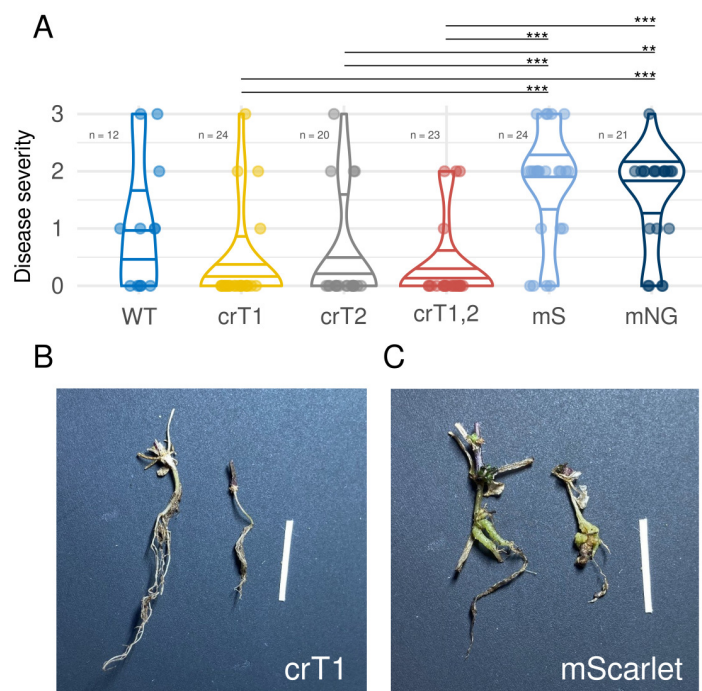 A
***
***
**
***
***
***
Disease severity
3
2
1
0
n = 12
n = 24
n = 20
n = 23
n = 24
n = 21
WT
crT1
crT2
crT1,2
mS
mNG
B
C
crT1
mScarlet